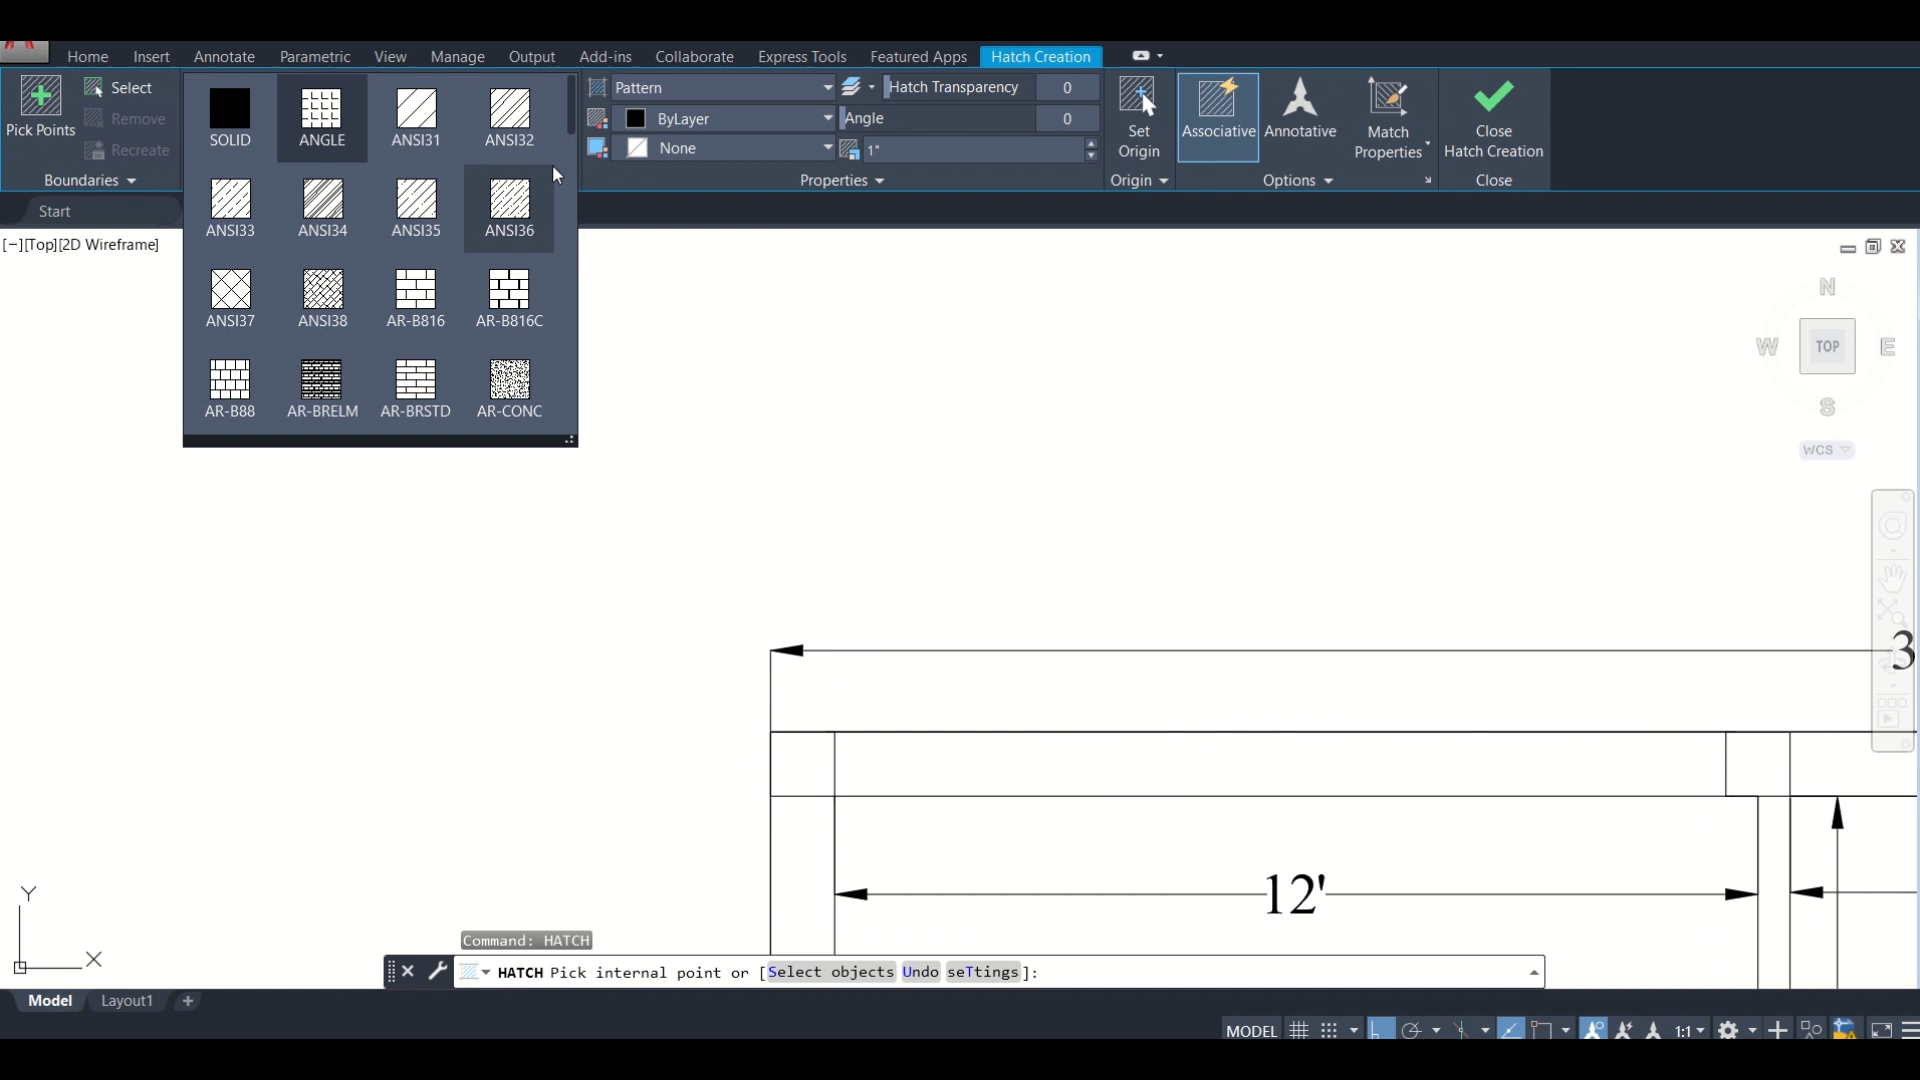 Home Insert Annotate Parametric View Manage Output Add-ins Collaborate Express Tools Featured Apps Hatch Creation
Pick Points
Select
Remove
Recreate
Boundaries
SOLID ANGLE ANSI31 ANSI32
ANSI33 ANSI34 ANSI35 ANSI36
ANSI37 ANSI38 AR-B816 AR-B816C
AR-B88 AR-BRELM AR-BRSTD AR-CONC
Pattern Hatch Transparency 0
ByLayer Angle 0
None 1"
Properties
Set
Origin
Origin
Associative
Annotative
Match
Properties
Options
Close
Hatch Creation
Close
Start
[−][Top][2D Wireframe]
N
W TOP E
S
WCS
3
12'
Y
X
Command: HATCH
HATCH Pick internal point or [Select objects Undo seTtings]:
Model Layout1 +
MODEL 1:1